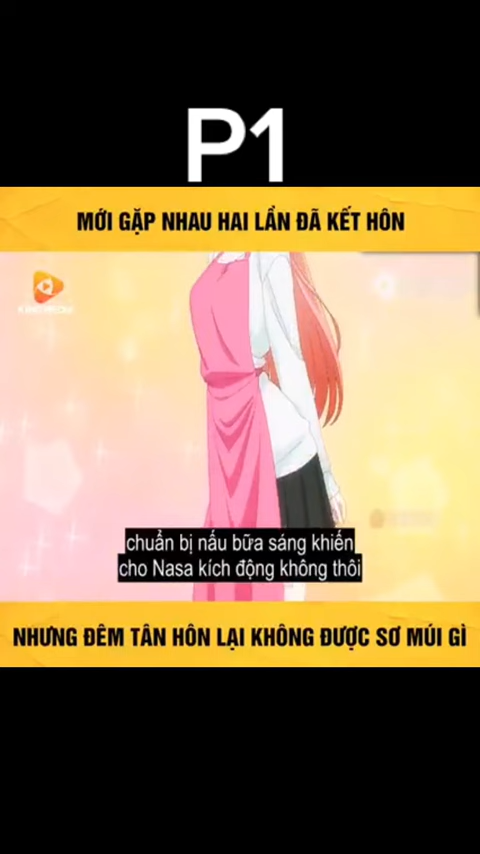 P1
MỚI GẶP NHAU HAI LẦN ĐÃ KẾT HÔN
chuẩn bị nấu bữa sáng khiến
cho Nasa kích động không thôi
NHƯNG ĐÊM TÂN HÔN LẠI KHÔNG ĐƯỢC SƠ MÚI GÌ